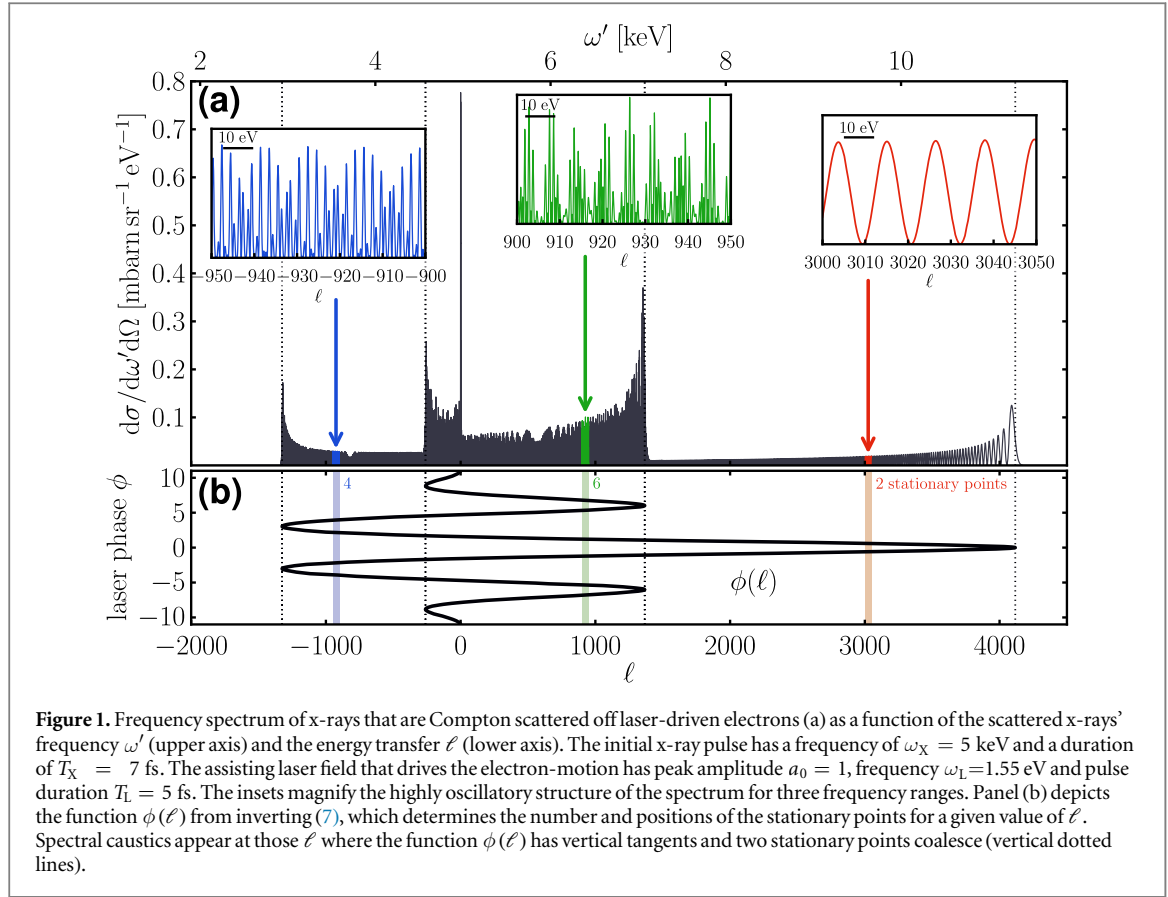 ω′ [keV]
2 4 6 8 10
dσ/dω′dΩ [mbarn sr⁻¹ eV⁻¹]
0.8
0.7
0.6
0.5
0.4
0.3
0.2
0.1
(a)
10 eV
−950 −940 −930 −920 −910 −900
ℓ
10 eV
900 910 920 930 940 950
ℓ
10 eV
3000 3010 3020 3030 3040 3050
ℓ
laser phase ϕ
10
5
0
−5
−10
(b)
4
6
2 stationary points
ϕ(ℓ)
−2000 −1000 0 1000 2000 3000 4000
ℓ
Figure 1. Frequency spectrum of x-rays that are Compton scattered off laser-driven electrons (a) as a function of the scattered x-rays'
frequency ω′ (upper axis) and the energy transfer ℓ (lower axis). The initial x-ray pulse has a frequency of ω_X = 5 keV and a duration
of T_X = 7 fs. The assisting laser field that drives the electron-motion has peak amplitude a₀ = 1, frequency ω_L=1.55 eV and pulse
duration T_L = 5 fs. The insets magnify the highly oscillatory structure of the spectrum for three frequency ranges. Panel (b) depicts
the function ϕ(ℓ) from inverting (7), which determines the number and positions of the stationary points for a given value of ℓ.
Spectral caustics appear at those ℓ where the function ϕ(ℓ) has vertical tangents and two stationary points coalesce (vertical dotted
lines).